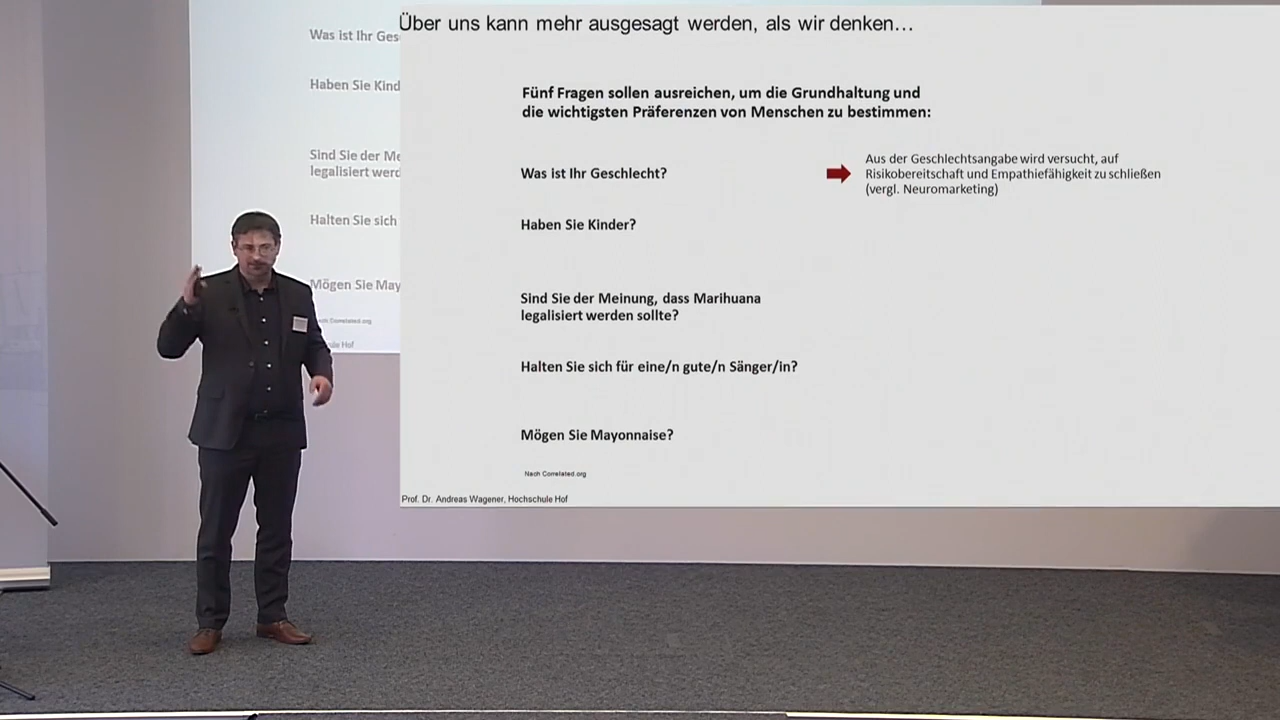 Über uns kann mehr ausgesagt werden, als wir denken…
Fünf Fragen sollen ausreichen, um die Grundhaltung und
die wichtigsten Präferenzen von Menschen zu bestimmen:
Was ist Ihr Geschlecht?
Aus der Geschlechtsangabe wird versucht, auf
Risikobereitschaft und Empathiefähigkeit zu schließen
(vergl. Neuromarketing)
Haben Sie Kinder?
Sind Sie der Meinung, dass Marihuana
legalisiert werden sollte?
Halten Sie sich für eine/n gute/n Sänger/in?
Mögen Sie Mayonnaise?
Nach Correlated.org
Prof. Dr. Andreas Wagener, Hochschule Hof
Was ist Ihr Ges
Haben Sie Kind
Sind Sie der Me
legalisiert werd
Halten Sie sich
Mögen Sie May
Correlated.org
Hof